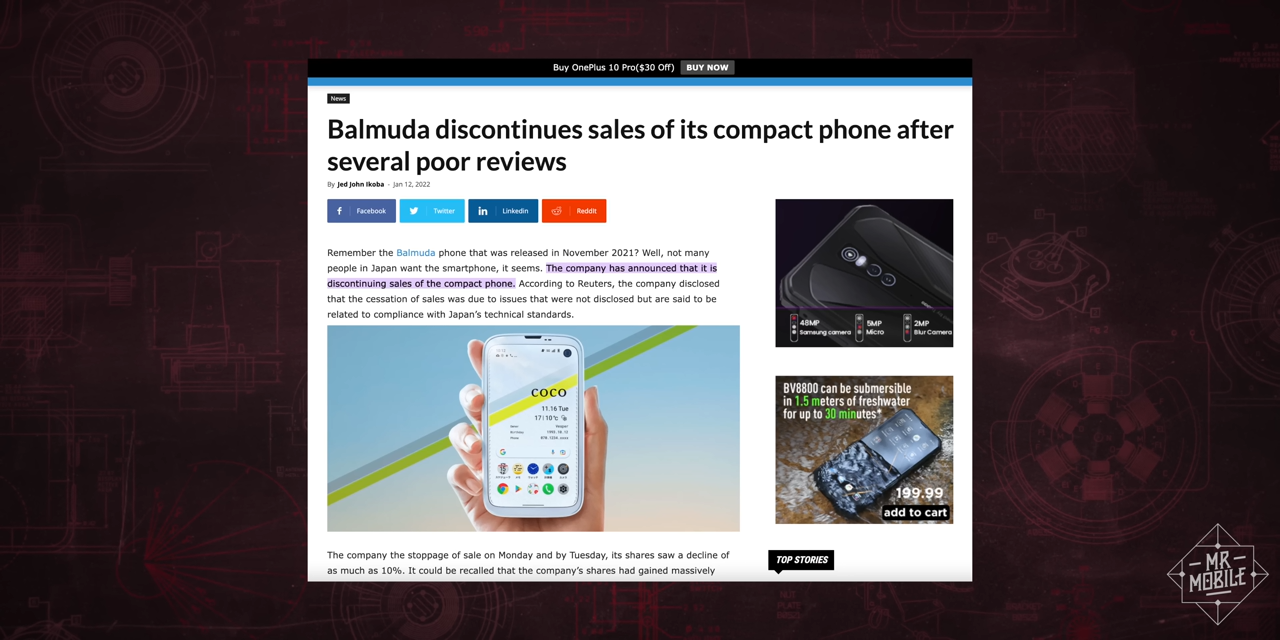 Buy OnePlus 10 Pro($30 Off) BUY NOW
News
Balmuda discontinues sales of its compact phone after
several poor reviews
By Jed John Ikoba - Jan 12, 2022
Facebook
Twitter
Linkedin
ReddIt
Remember the Balmuda phone that was released in November 2021? Well, not many
people in Japan want the smartphone, it seems. The company has announced that it is
discontinuing sales of the compact phone. According to Reuters, the company disclosed
that the cessation of sales was due to issues that were not disclosed but are said to be
related to compliance with Japan's technical standards.
COCO
11.16 Tue
17 | 10°c
The company the stoppage of sale on Monday and by Tuesday, its shares saw a decline of
as much as 10%. It could be recalled that the company's shares had gained massively
48MP
Samsung camera
5MP
Micro
2MP
Blur Camera
BV8800 can be submersible
in 1.5 meters of freshwater
for up to 30 minutes*
199.99
add to cart
TOP STORIES
MR
MOBILE